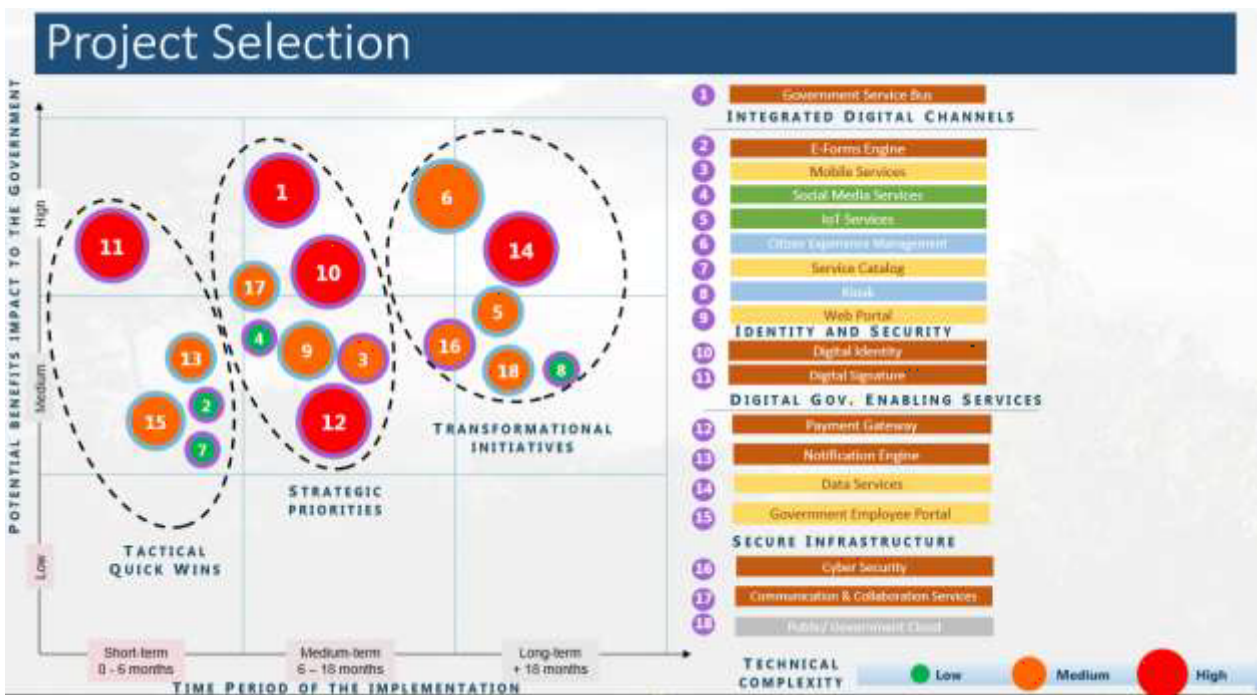 Project Selection
POTENTIAL BENEFITS IMPACT TO THE GOVERNMENT
High
Medium
Low
11
13
2
15
7
TACTICAL
QUICK WINS
1
10
17
4
9
3
12
STRATEGIC
PRIORITIES
6
14
5
16
18
8
TRANSFORMATIONAL
INITIATIVES
Short-term
0 - 6 months
Medium-term
6 – 18 months
Long-term
+ 18 months
TIME PERIOD OF THE IMPLEMENTATION
1 Government Service Bus
INTEGRATED DIGITAL CHANNELS
2 E-Forms Engine
3 Mobile Services
4 Social Media Services
5 IoT Services
6 Citizen Experience Management
7 Service Catalog
8 Kiosk
9 Web Portal
IDENTITY AND SECURITY
10 Digital Identity
11 Digital Signature
DIGITAL GOV. ENABLING SERVICES
12 Payment Gateway
13 Notification Engine
14 Data Services
15 Government Employee Portal
SECURE INFRASTRUCTURE
16 Cyber Security
17 Communication & Collaboration Services
18 Public/ Government Cloud
TECHNICAL
COMPLEXITY
Low
Medium
High